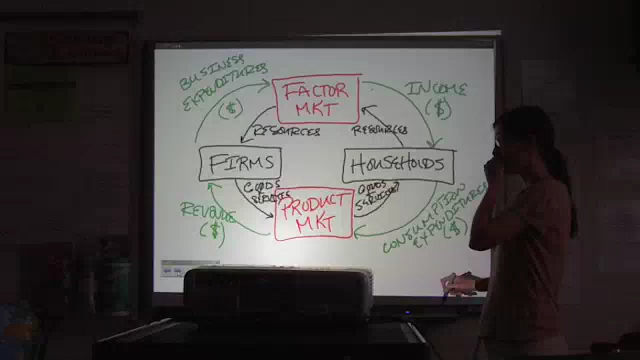 BUSINESS
EXPENDITURES
($)
FACTOR
MKT
INCOME
($)
RESOURCES
RESOURCES
FIRMS
HOUSEHOLDS
GOODS
SERVICES
GOODS
SERVICES
PRODUCT
MKT
REVENUE
($)
CONSUMPTION
EXPENDITURES
($)